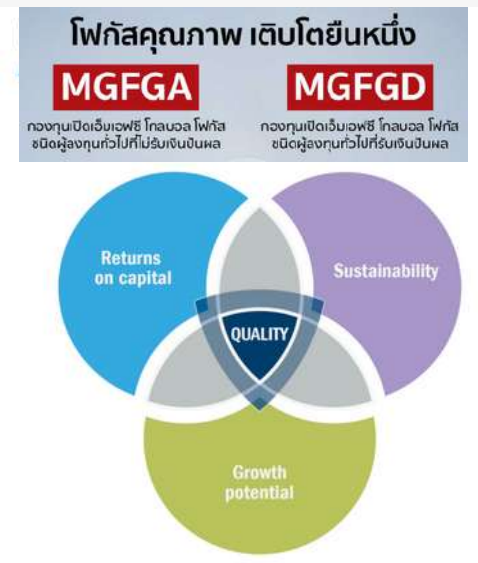 โฟกัสคุณภาพ เติบโตยืนหนึ่ง
MGFGA
กองทุนเปิดเอ็มเอฟซี โกลบอล โฟกัส
ชนิดผู้ลงทุนทั่วไปที่ไม่รับเงินปันผล
MGFGD
กองทุนเปิดเอ็มเอฟซี โกลบอล โฟกัส
ชนิดผู้ลงทุนทั่วไปที่รับเงินปันผล
Returns
on capital
Sustainability
QUALITY
Growth
potential